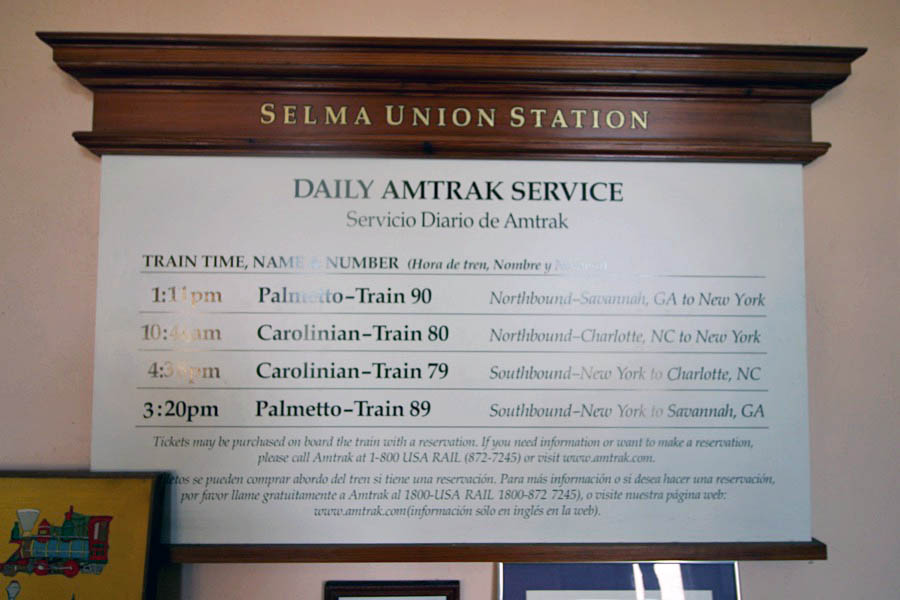 SELMA UNION STATION
DAILY AMTRAK SERVICE
Servicio Diario de Amtrak
TRAIN TIME, NAME & NUMBER (Hora de tren, Nombre y
1:11pm Palmetto–Train 90 Northbound–Savannah, GA to New York
Carolinian–Train 80 Northbound–Charlotte, NC to New York
Carolinian–Train 79 Southbound–New York to Charlotte, NC
3:20pm Palmetto–Train 89 Southbound–New York to Savannah, GA
Tickets may be purchased on board the train with a reservation. If you need information or want to make a reservation,
please call Amtrak at 1-800 USA RAIL (872-7245) or visit www.amtrak.com.
se pueden comprar abordo del tren si tiene una reservación. Para más información o si desea hacer una reservación,
por favor llame gratuitamente a Amtrak al 1800-USA RAIL 1800-872 7245), o visite nuestra página web:
www.amtrak.com(información sólo en inglés en la web).